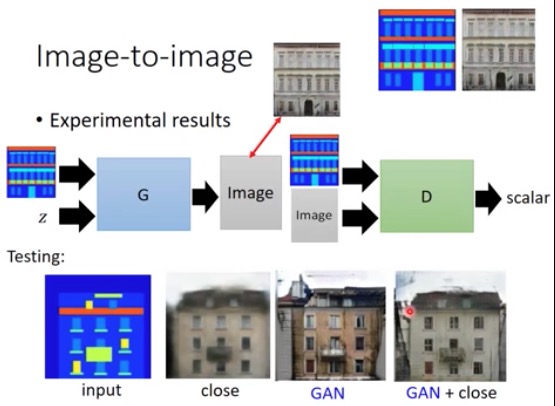 Image-to-image
• Experimental results
z
G
Image
Image
D
scalar
Testing:
input
close
GAN
GAN + close